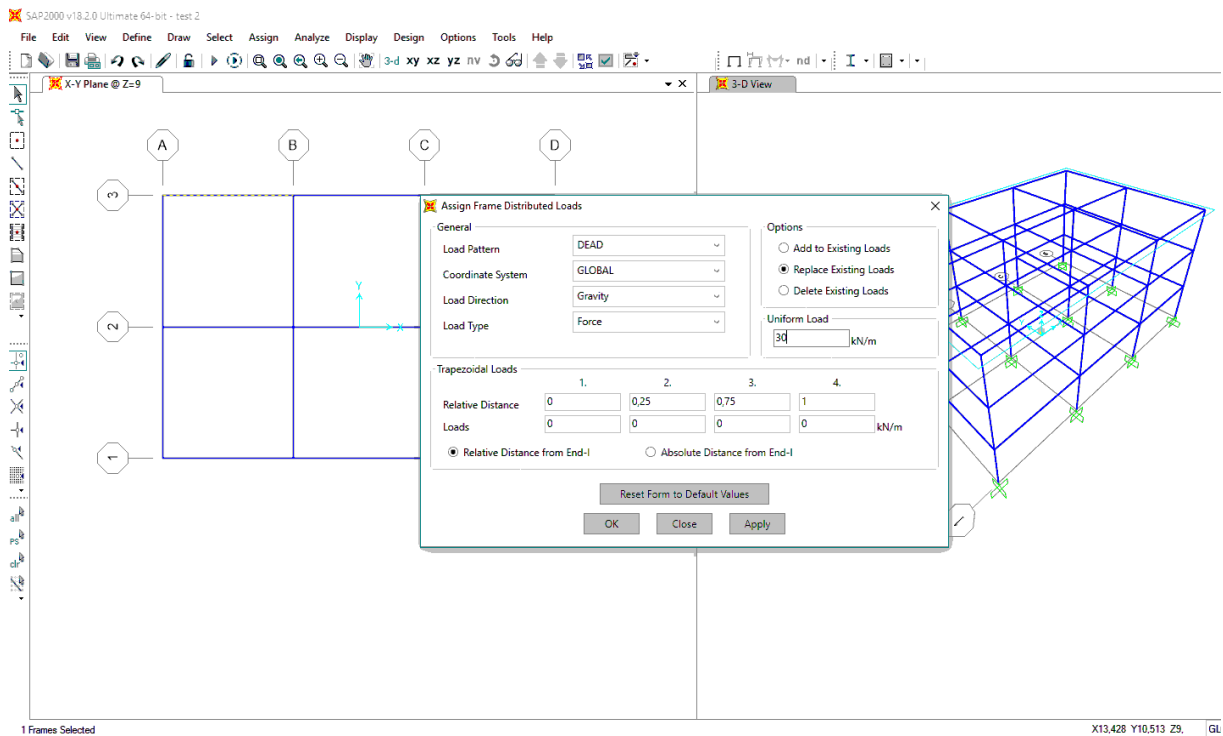 SAP2000 v18.2.0 Ultimate 64-bit - test 2
File Edit View Define Draw Select Assign Analyze Display Design Options Tools Help
3-d xy xz yz nv
nd
X-Y Plane @ Z=9
3-D View
A B C D
3
2
1
Y
X
Assign Frame Distributed Loads
General
Load Pattern DEAD
Coordinate System GLOBAL
Load Direction Gravity
Load Type Force
Options
Add to Existing Loads
Replace Existing Loads
Delete Existing Loads
Uniform Load
30 kN/m
Trapezoidal Loads
1. 2. 3. 4.
Relative Distance 0 0,25 0,75 1
Loads 0 0 0 0 kN/m
Relative Distance from End-I Absolute Distance from End-I
Reset Form to Default Values
OK Close Apply
all
PS
clr
1 Frames Selected
X13,428 Y10,513 Z9, GL